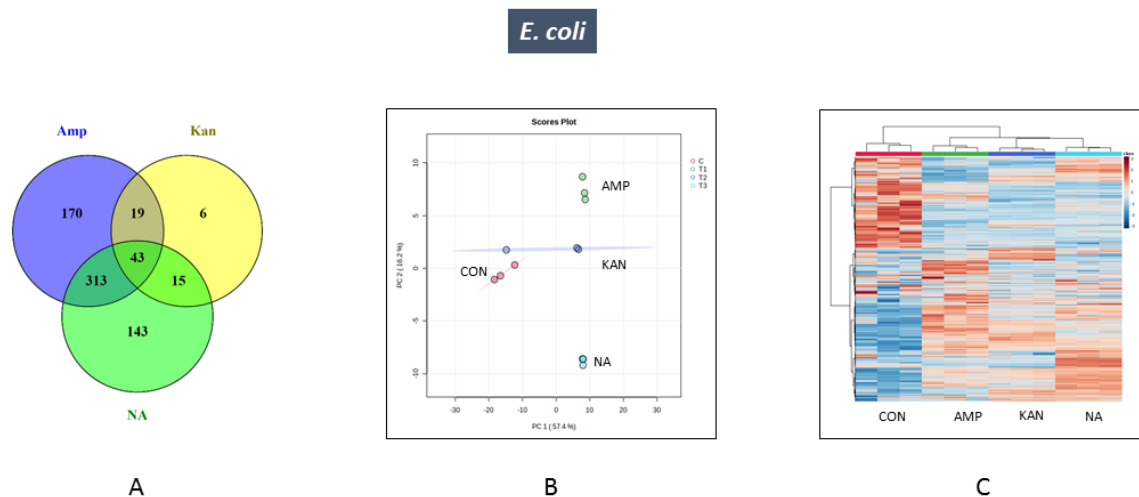 E. coli
Amp
Kan
170
19
6
43
313
15
143
NA
A
Scores Plot
C
T1
T2
T3
AMP
KAN
CON
NA
10
5
0
-5
-10
-30
-20
-10
0
10
20
30
PC 2 ( 16.2 %)
PC 1 ( 57.4 %)
B
CON
AMP
KAN
NA
C